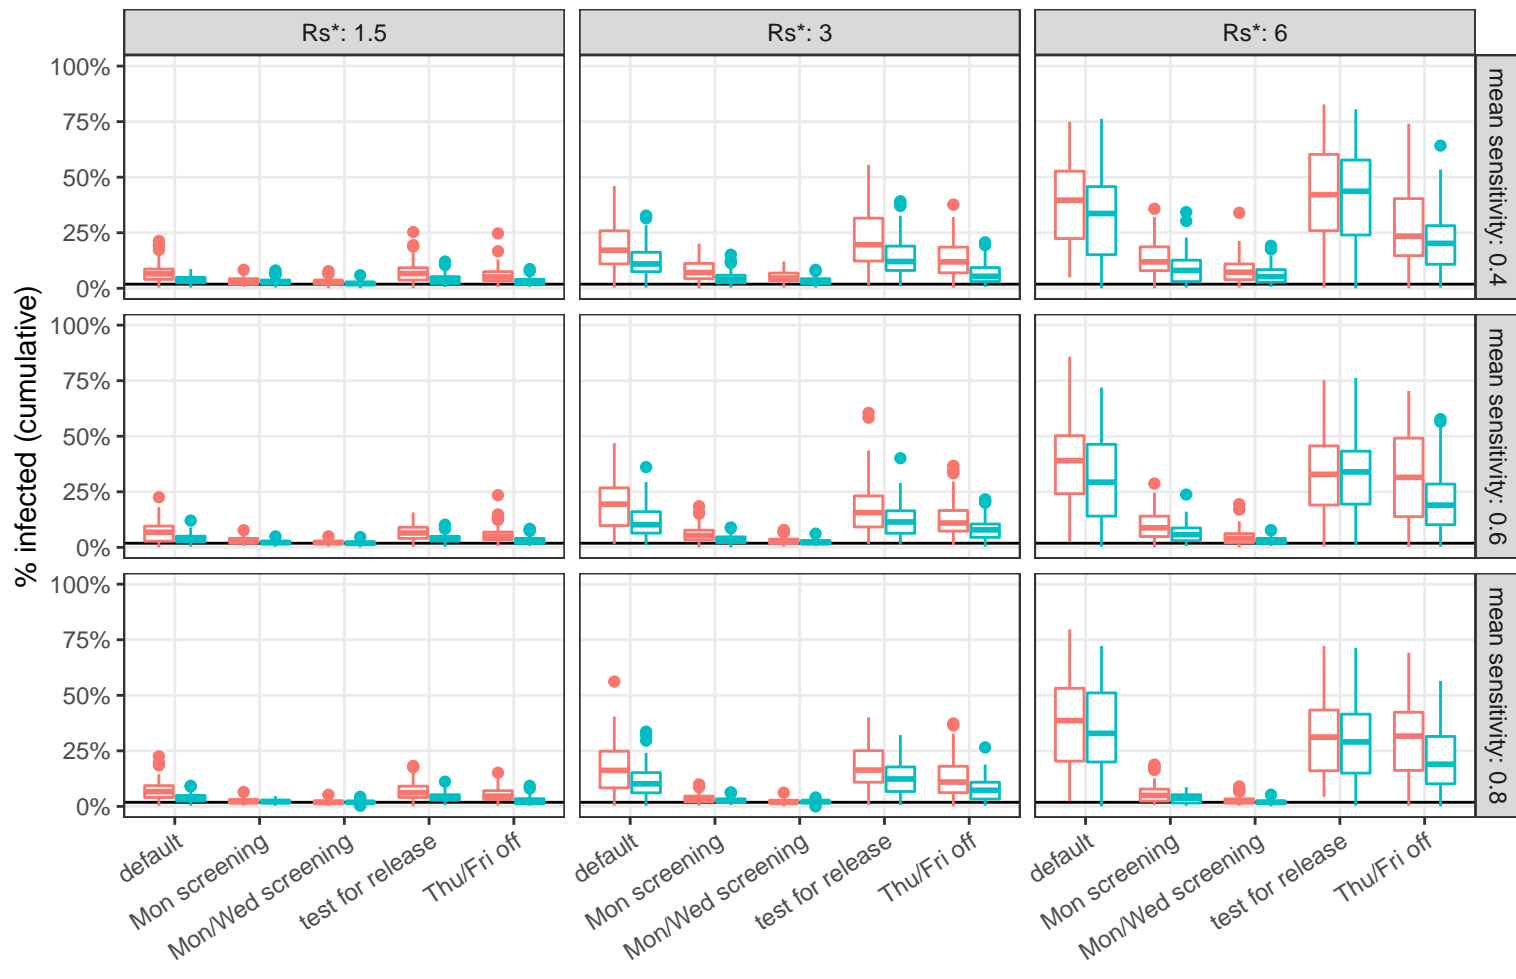 Rs*: 1.5
Rs*: 3
Rs*: 6
% infected (cumulative)
100%
75%
50%
25%
0%
mean sensitivity: 0.4
100%
75%
50%
25%
0%
mean sensitivity: 0.6
100%
75%
50%
25%
0%
mean sensitivity: 0.8
default
Mon screening
Mon/Wed screening
test for release
Thu/Fri off
default
Mon screening
Mon/Wed screening
test for release
Thu/Fri off
default
Mon screening
Mon/Wed screening
test for release
Thu/Fri off